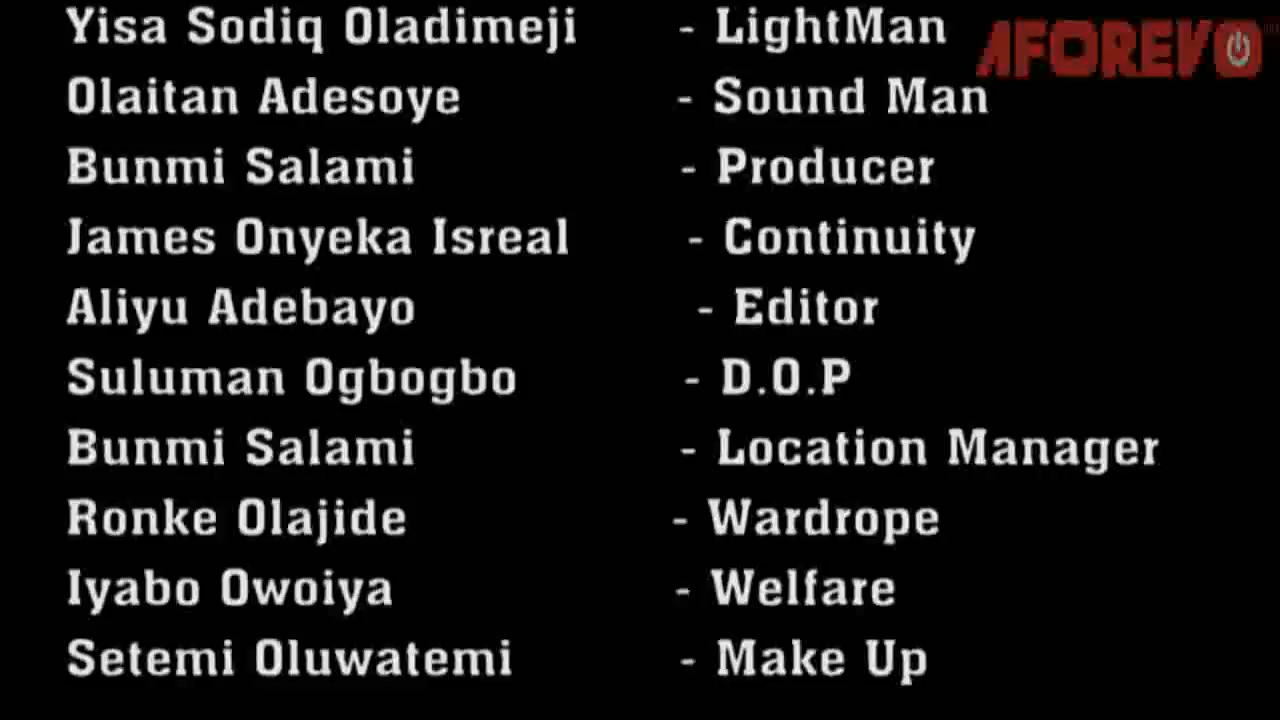 Yisa Sodiq Oladimeji - LightMan
AFOREVO
Olaitan Adesoye - Sound Man
Bunmi Salami - Producer
James Onyeka Isreal - Continuity
Aliyu Adebayo - Editor
Suluman Ogbogbo - D.O.P
Bunmi Salami - Location Manager
Ronke Olajide - Wardrope
Iyabo Owoiya - Welfare
Setemi Oluwatemi - Make Up